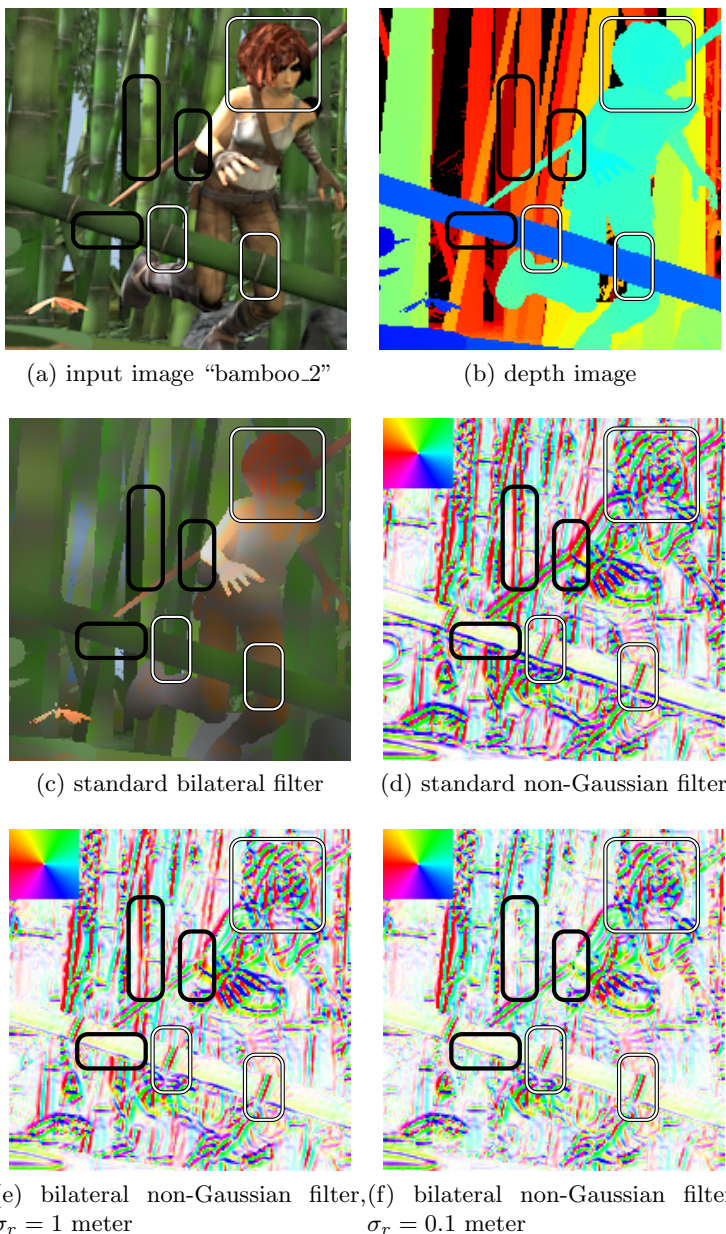 (a) input image “bamboo_2”
(b) depth image
(c) standard bilateral filter
(d) standard non-Gaussian filter
(e) bilateral non-Gaussian filter,
σr = 1 meter
(f) bilateral non-Gaussian filte
σr = 0.1 meter